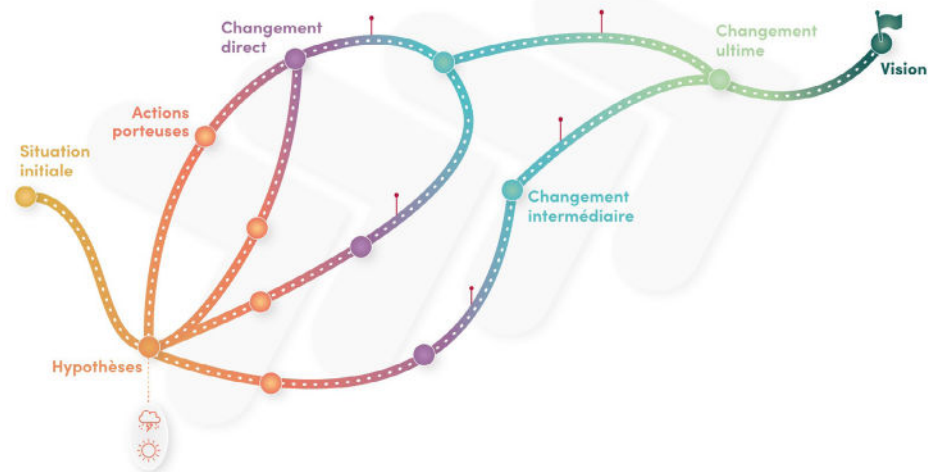 Changement
direct
Changement
ultime
Vision
Actions
porteuses
Situation
initiale
Changement
intermédiaire
Hypothèses